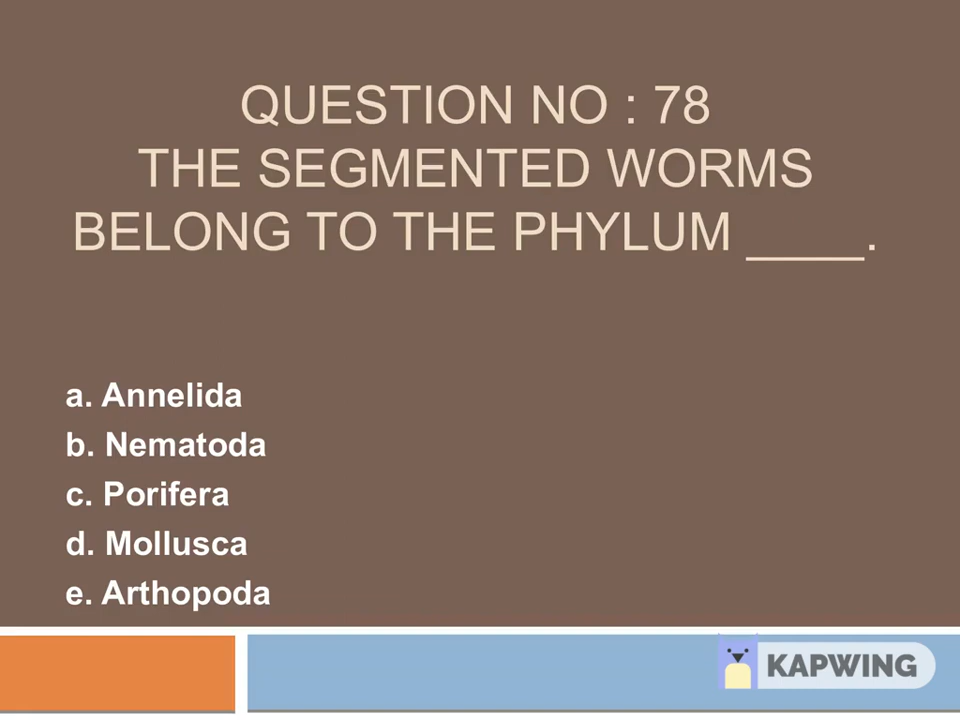 QUESTION NO : 78
THE SEGMENTED WORMS
BELONG TO THE PHYLUM ____.
a. Annelida
b. Nematoda
c. Porifera
d. Mollusca
e. Arthopoda
KAPWING